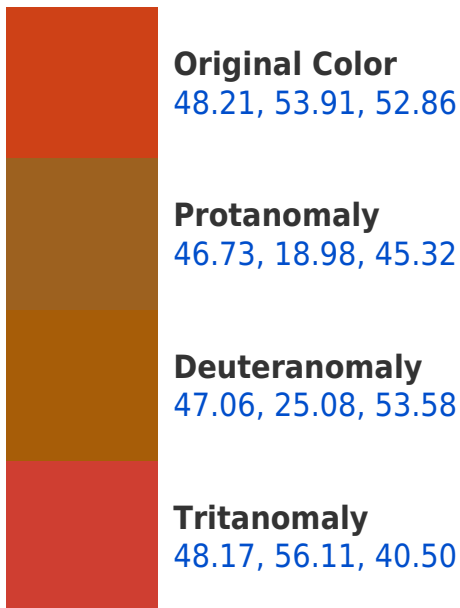 Original Color
48.21, 53.91, 52.86
Protanomaly
46.73, 18.98, 45.32
Deuteranomaly
47.06, 25.08, 53.58
Tritanomaly
48.17, 56.11, 40.50